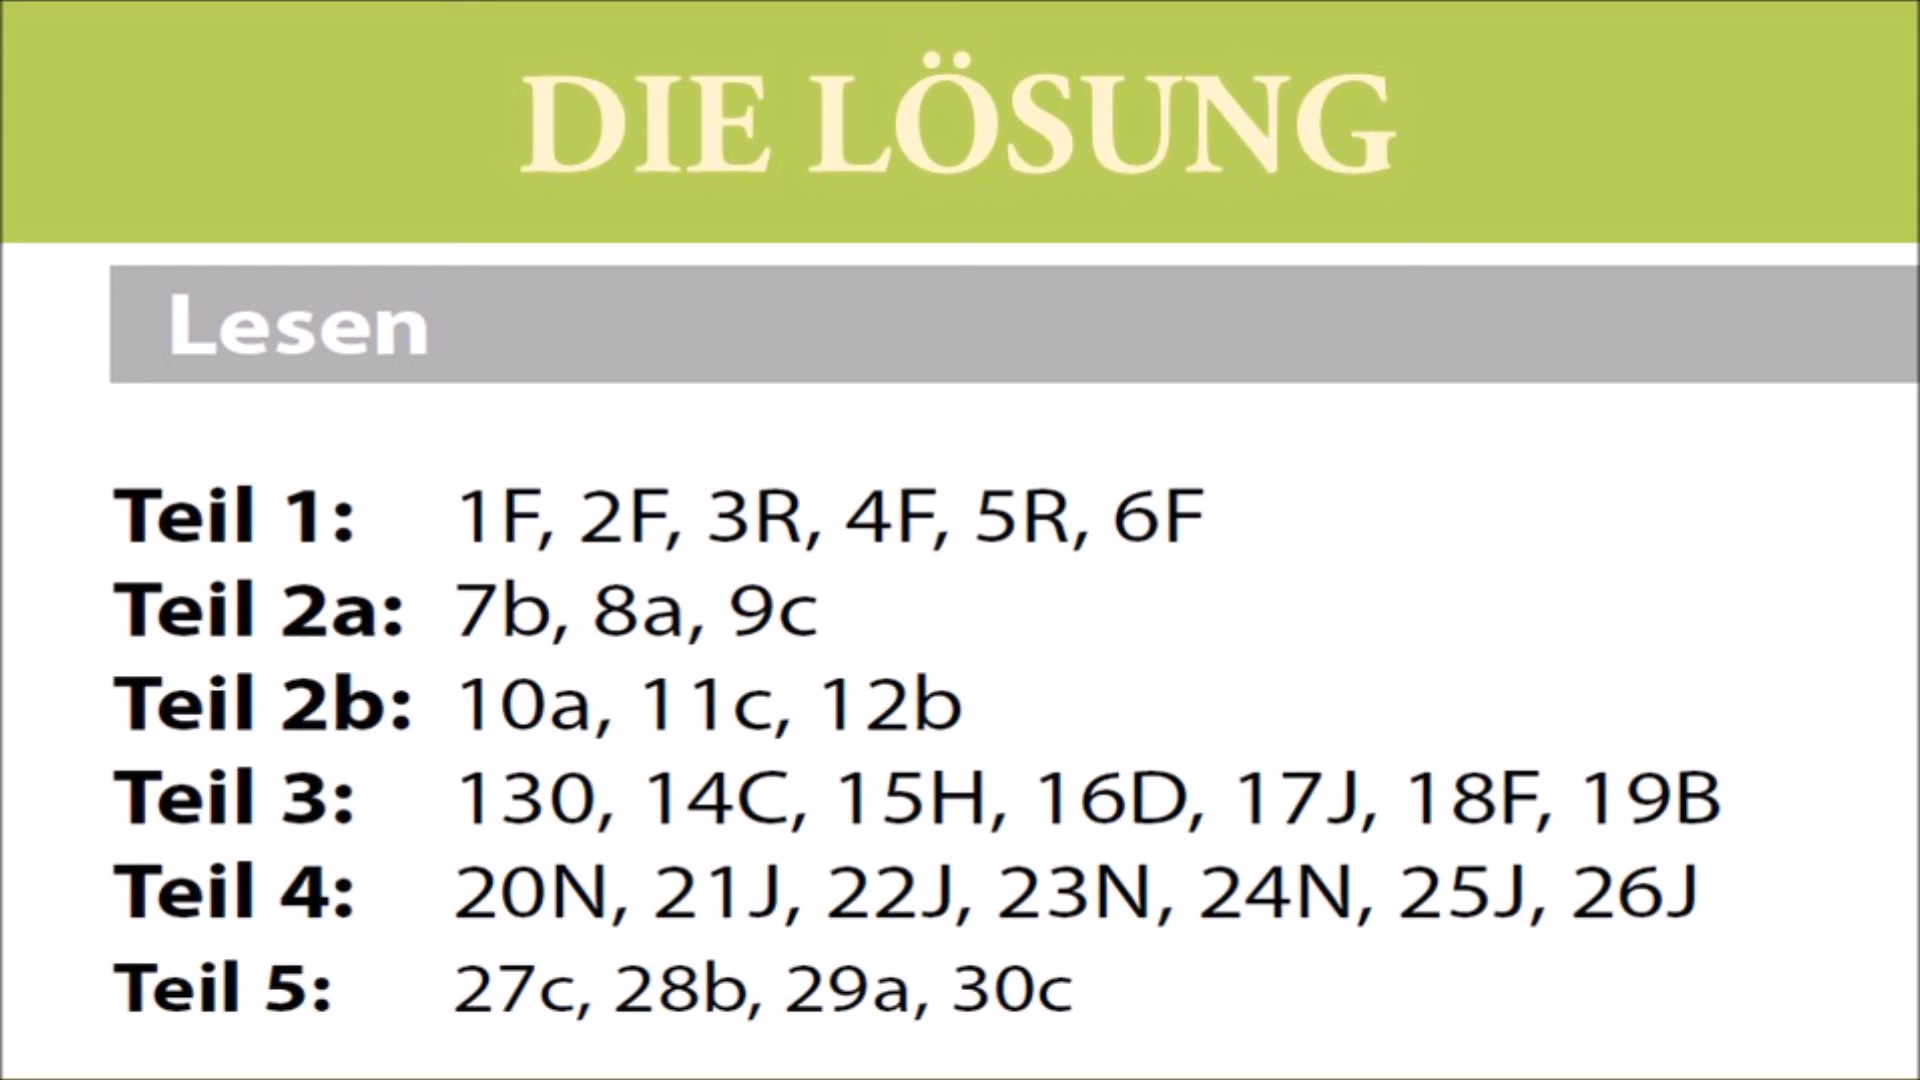 DIE LÖSUNG
Lesen
Teil 1: 1F, 2F, 3R, 4F, 5R, 6F
Teil 2a: 7b, 8a, 9c
Teil 2b: 10a, 11c, 12b
Teil 3: 130, 14C, 15H, 16D, 17J, 18F, 19B
Teil 4: 20N, 21J, 22J, 23N, 24N, 25J, 26J
Teil 5: 27c, 28b, 29a, 30c